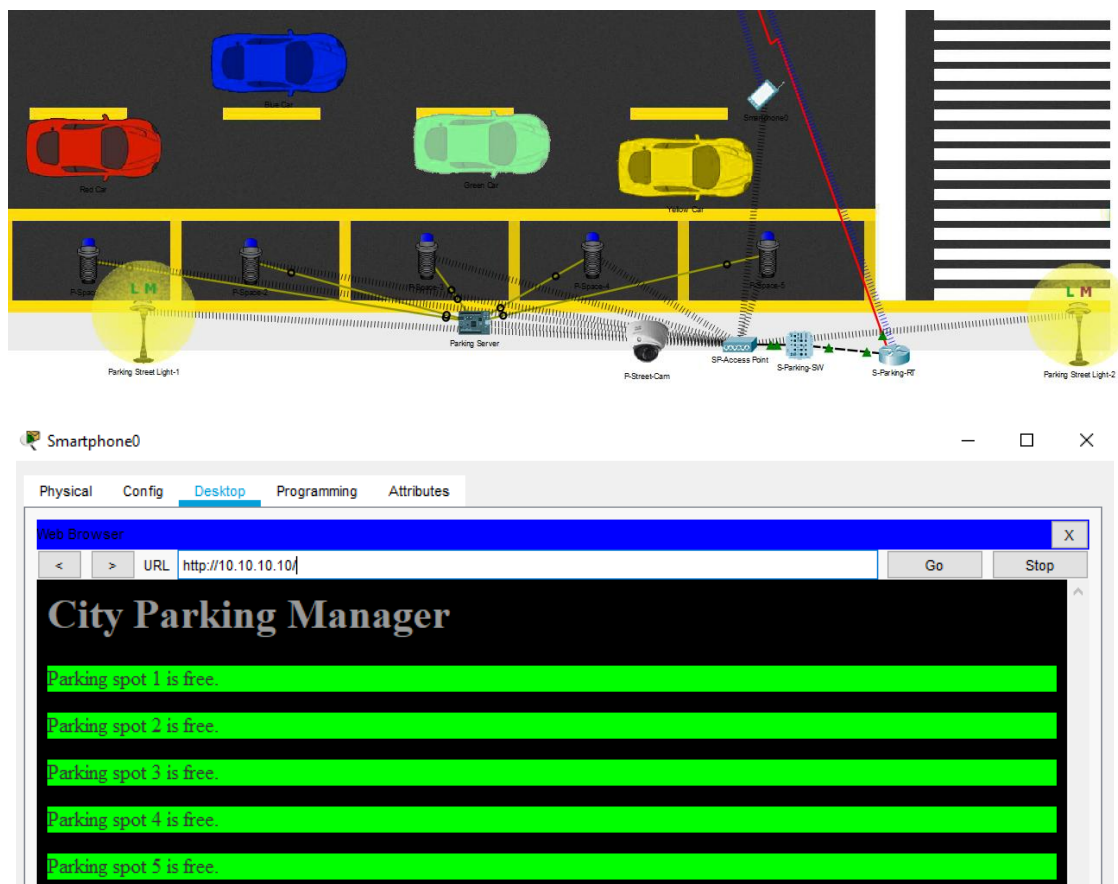 Blue Car
Smartphone0
Red Car
Green Car
Yellow Car
P-Space-2
P-Space-4
P-Space-5
L M
L M
Parking Server
P-Street-Cam
SP-Access Point
S-Parking-SW
S-Parking-RT
Parking Street Light-1
Parking Street Light-2
Smartphone0
Physical Config Desktop Programming Attributes
Web Browser X
< > URL http://10.10.10.10/ Go Stop
City Parking Manager
Parking spot 1 is free.
Parking spot 2 is free.
Parking spot 3 is free.
Parking spot 4 is free.
Parking spot 5 is free.